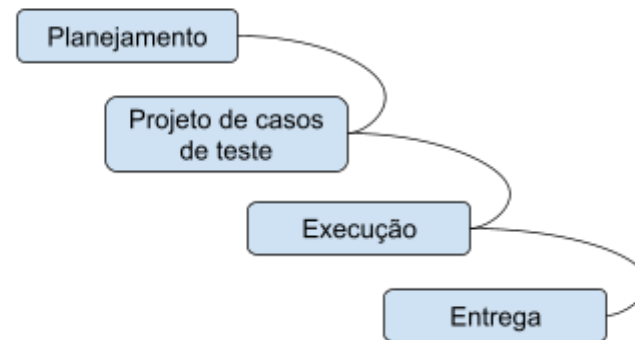 Planejamento
Projeto de casos
de teste
Execução
Entrega